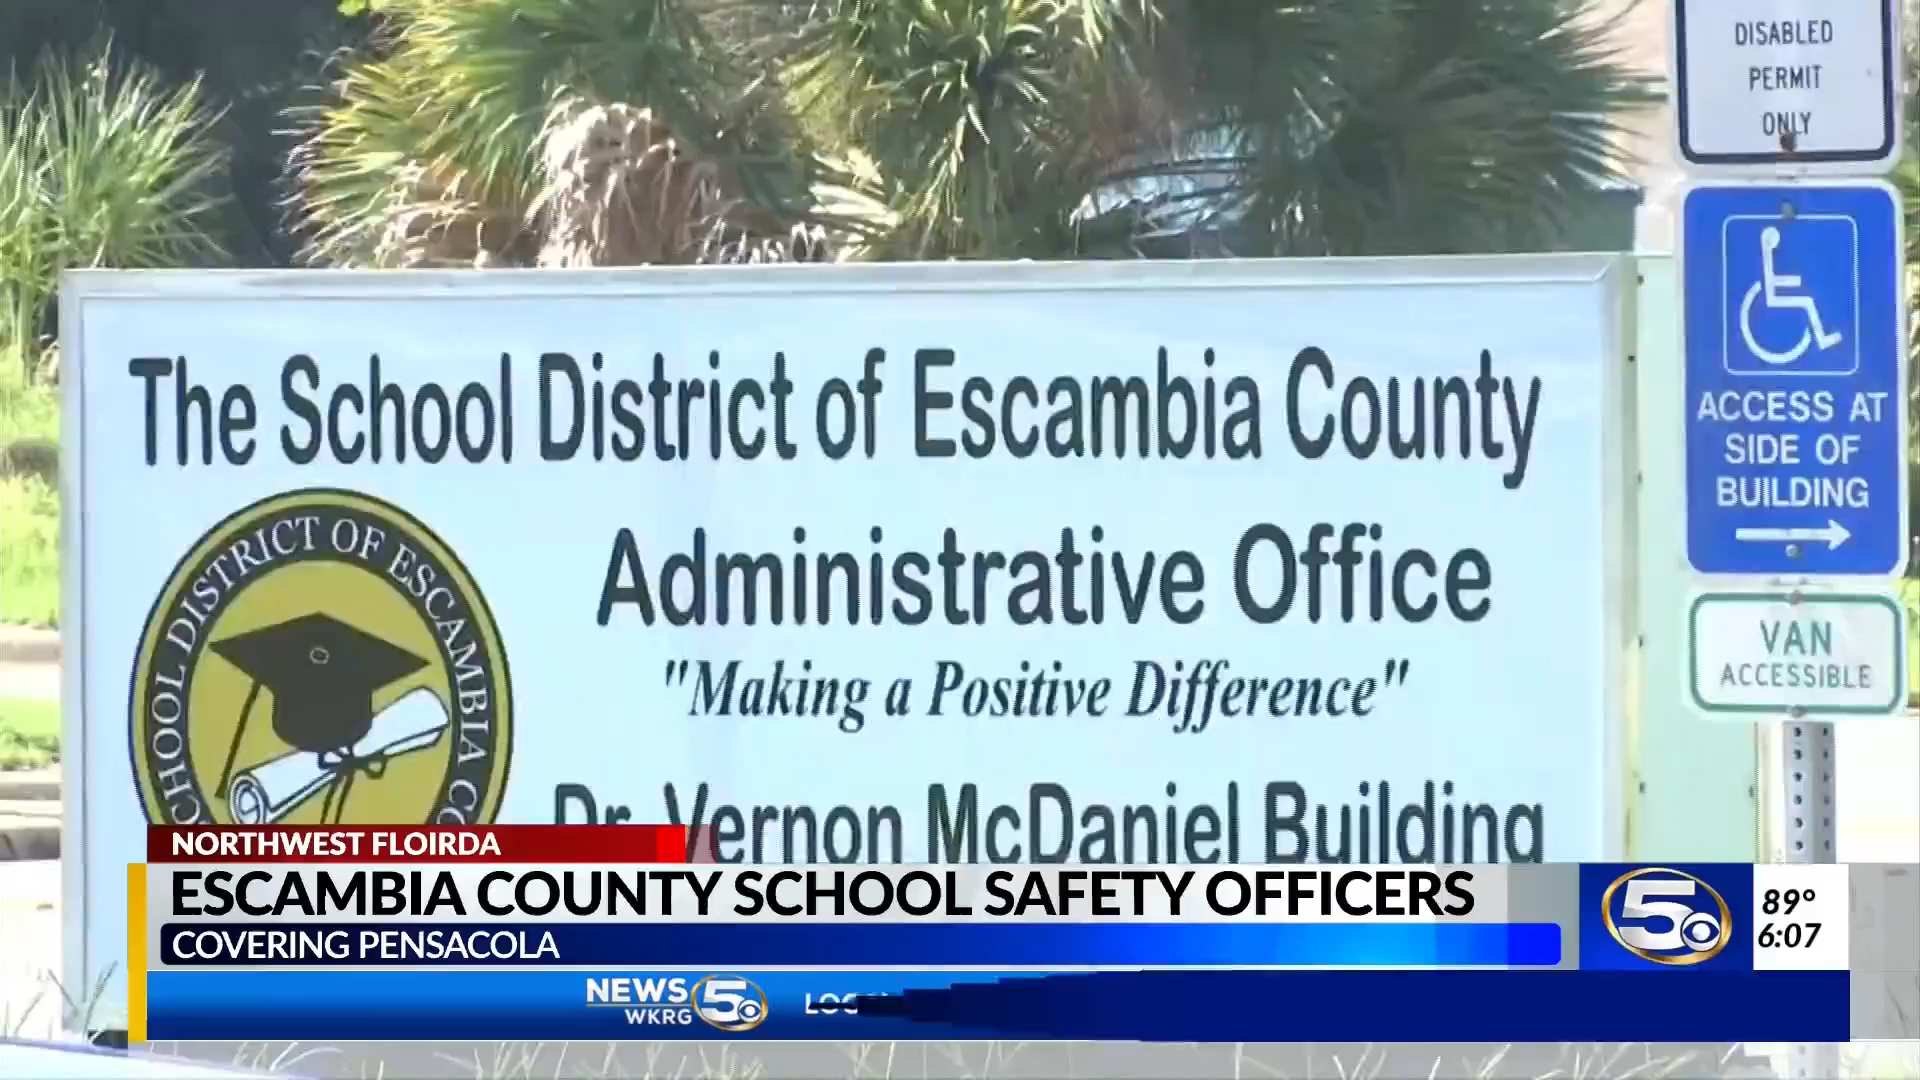 DISABLED
PERMIT
ONLY
ACCESS AT
SIDE OF
BUILDING
VAN
ACCESSIBLE
The School District of Escambia County
Administrative Office
"Making a Positive Difference"
Dr. Vernon McDaniel Building
SCHOOL DISTRICT OF ESCAMBIA CO
NORTHWEST FLOIRDA
ESCAMBIA COUNTY SCHOOL SAFETY OFFICERS
COVERING PENSACOLA
5
89°
6:07
NEWS 5
WKRG